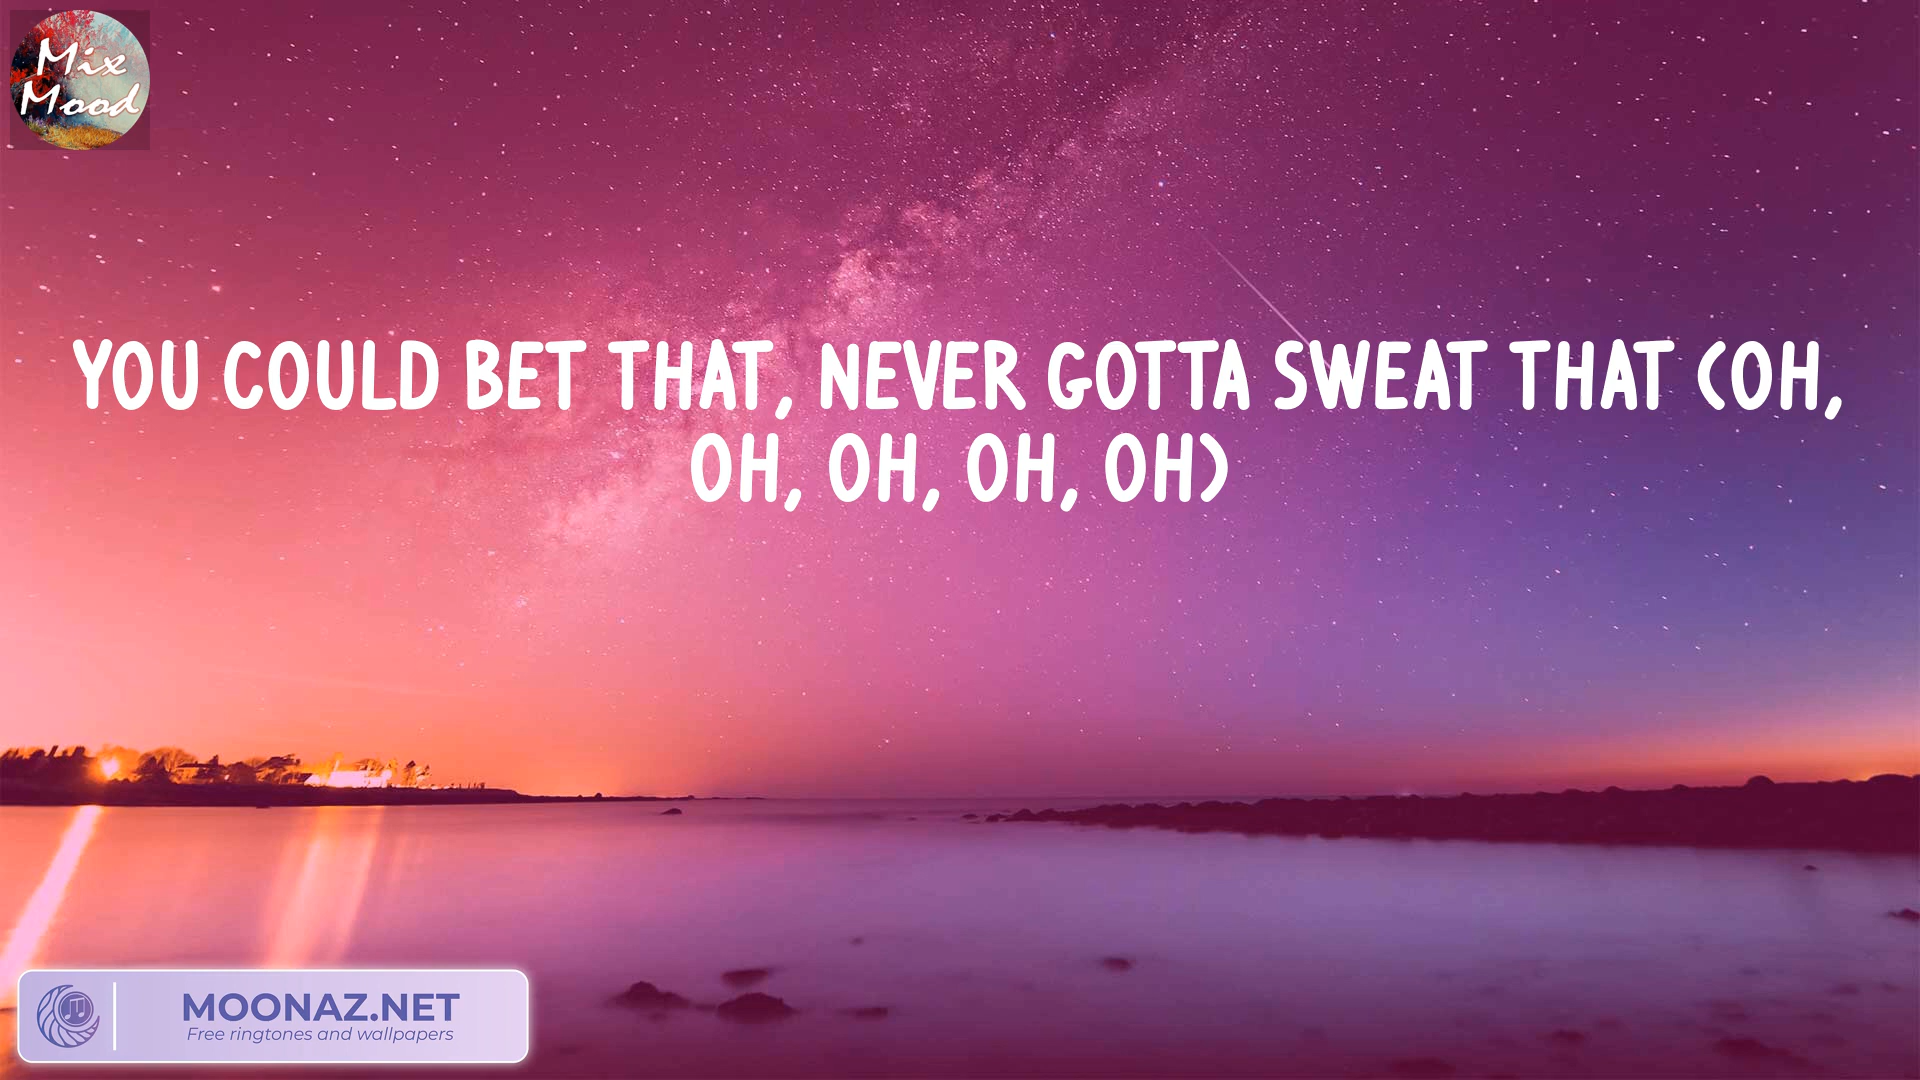 Mix
Mood
YOU COULD BET THAT, NEVER GOTTA SWEAT THAT (OH,
OH, OH, OH, OH)
MOONAZ.NET
Free ringtones and wallpapers